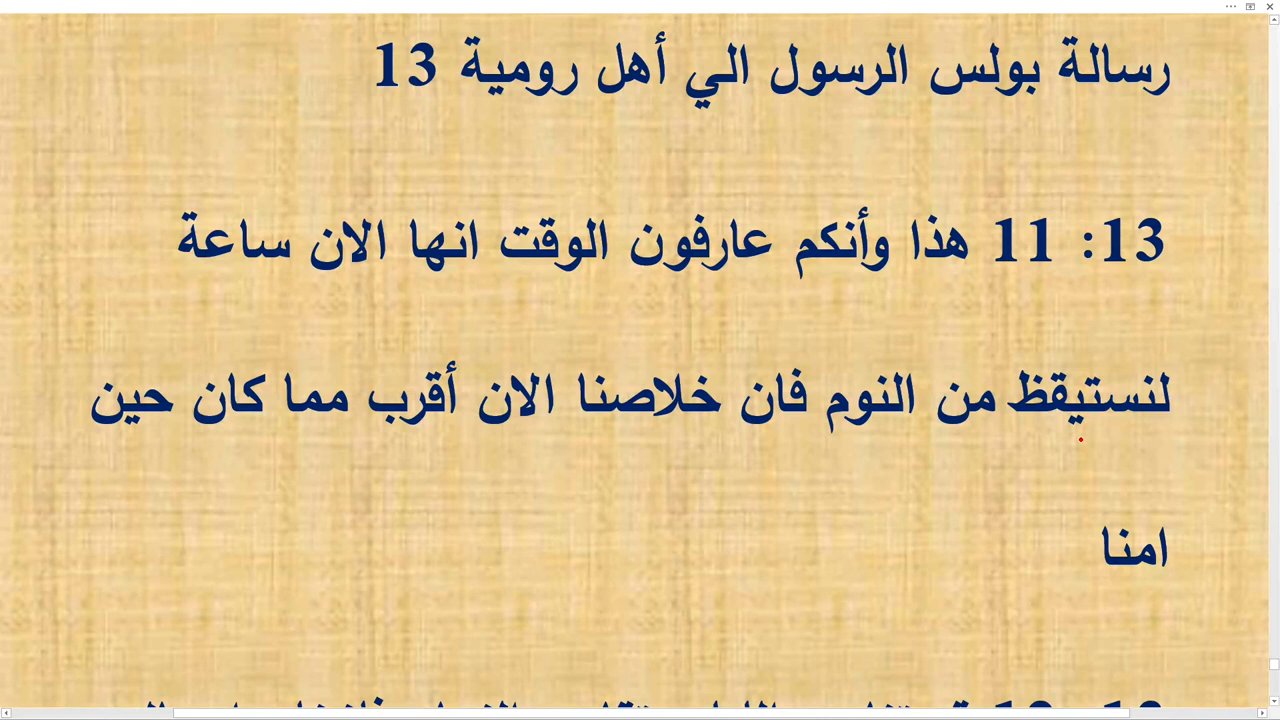 رسالة بولس الرسول الي أهل رومية 13
13: 11 هذا وأنكم عارفون الوقت انها الان ساعة
لنستيقظ من النوم فان خلاصنا الان أقرب مما كان حين
امنا